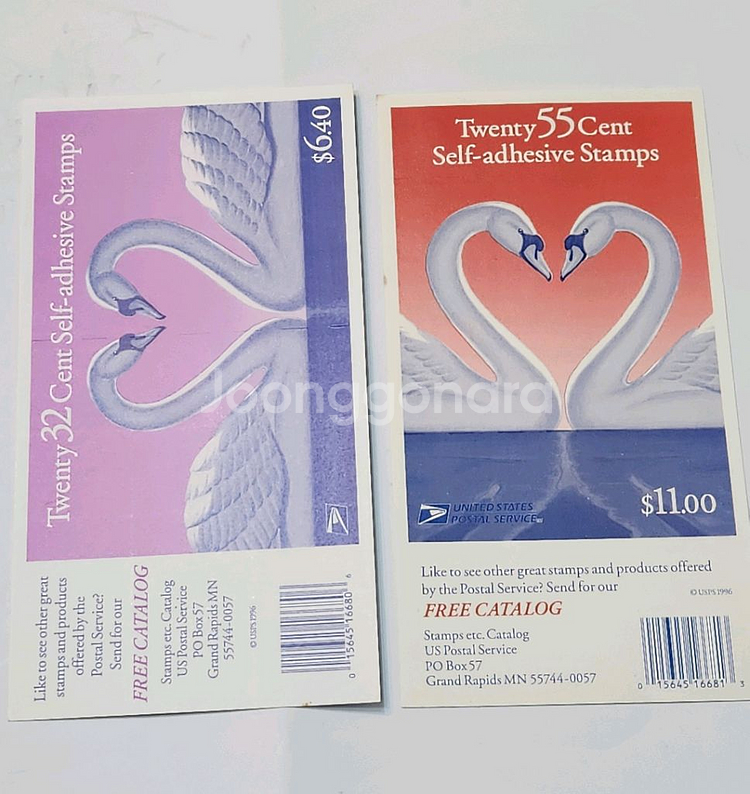 Twenty 32 Cent Self-adhesive Stamps
$6.40
Like to see other great
stamps and products
offered by the
Postal Service?
Send for our
FREE CATALOG
Stamps etc. Catalog
US Postal Service
PO Box 57
Grand Rapids MN
55744-0057
© USPS 1996
0 15645 16680 6
Twenty 55 Cent
Self-adhesive Stamps
UNITED STATES
POSTAL SERVICE
$11.00
Like to see other great stamps and products offered
by the Postal Service? Send for our
© USPS 1996
FREE CATALOG
Stamps etc. Catalog
US Postal Service
PO Box 57
Grand Rapids MN 55744-0057
0 15645 16681 3
Joonggonara